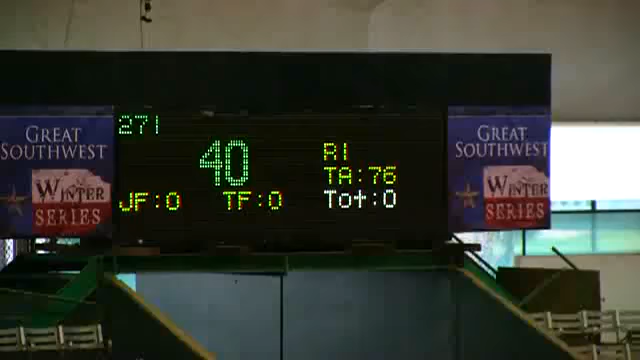 GREAT
SOUTHWEST
WINTER
SERIES
271
40
R1
TA:76
JF:0 TF:0 Tot:0
GREAT
SOUTHWEST
WINTER
SERIES